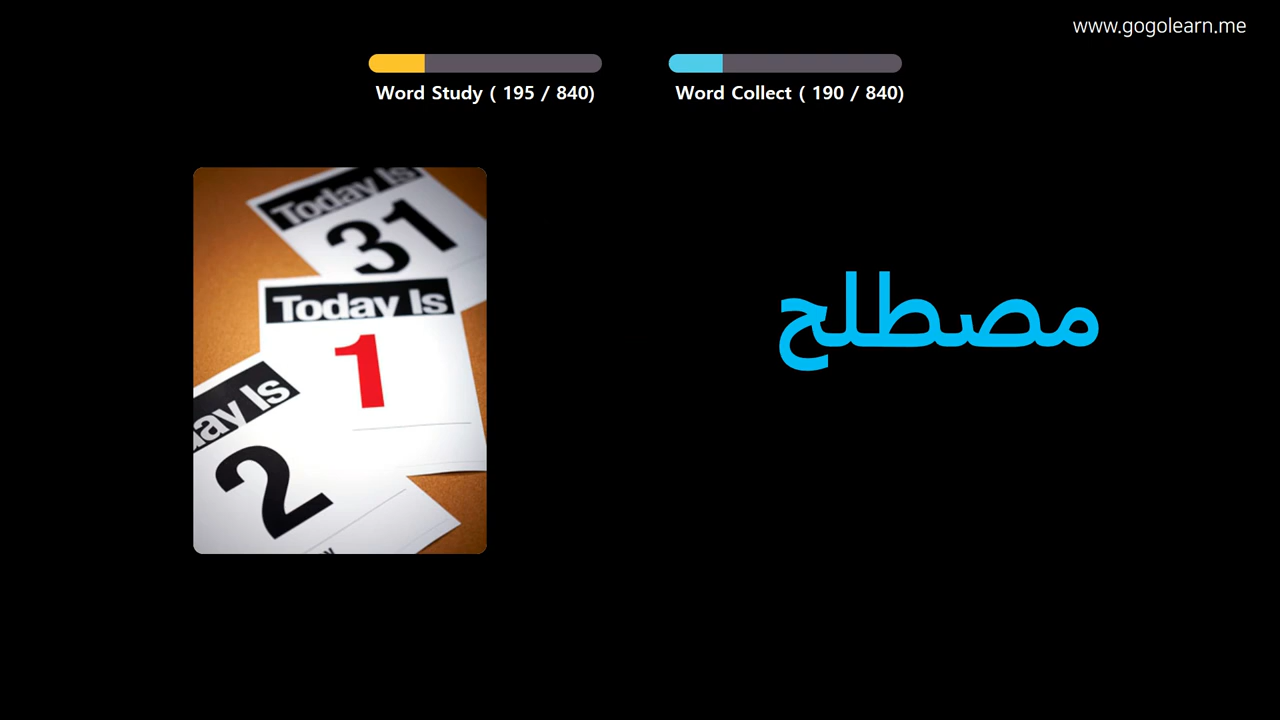 www.gogolearn.me
Word Study ( 195 / 840)
Word Collect ( 190 / 840)
Today Is
31
Today Is
1
ay Is
2
مصطلح